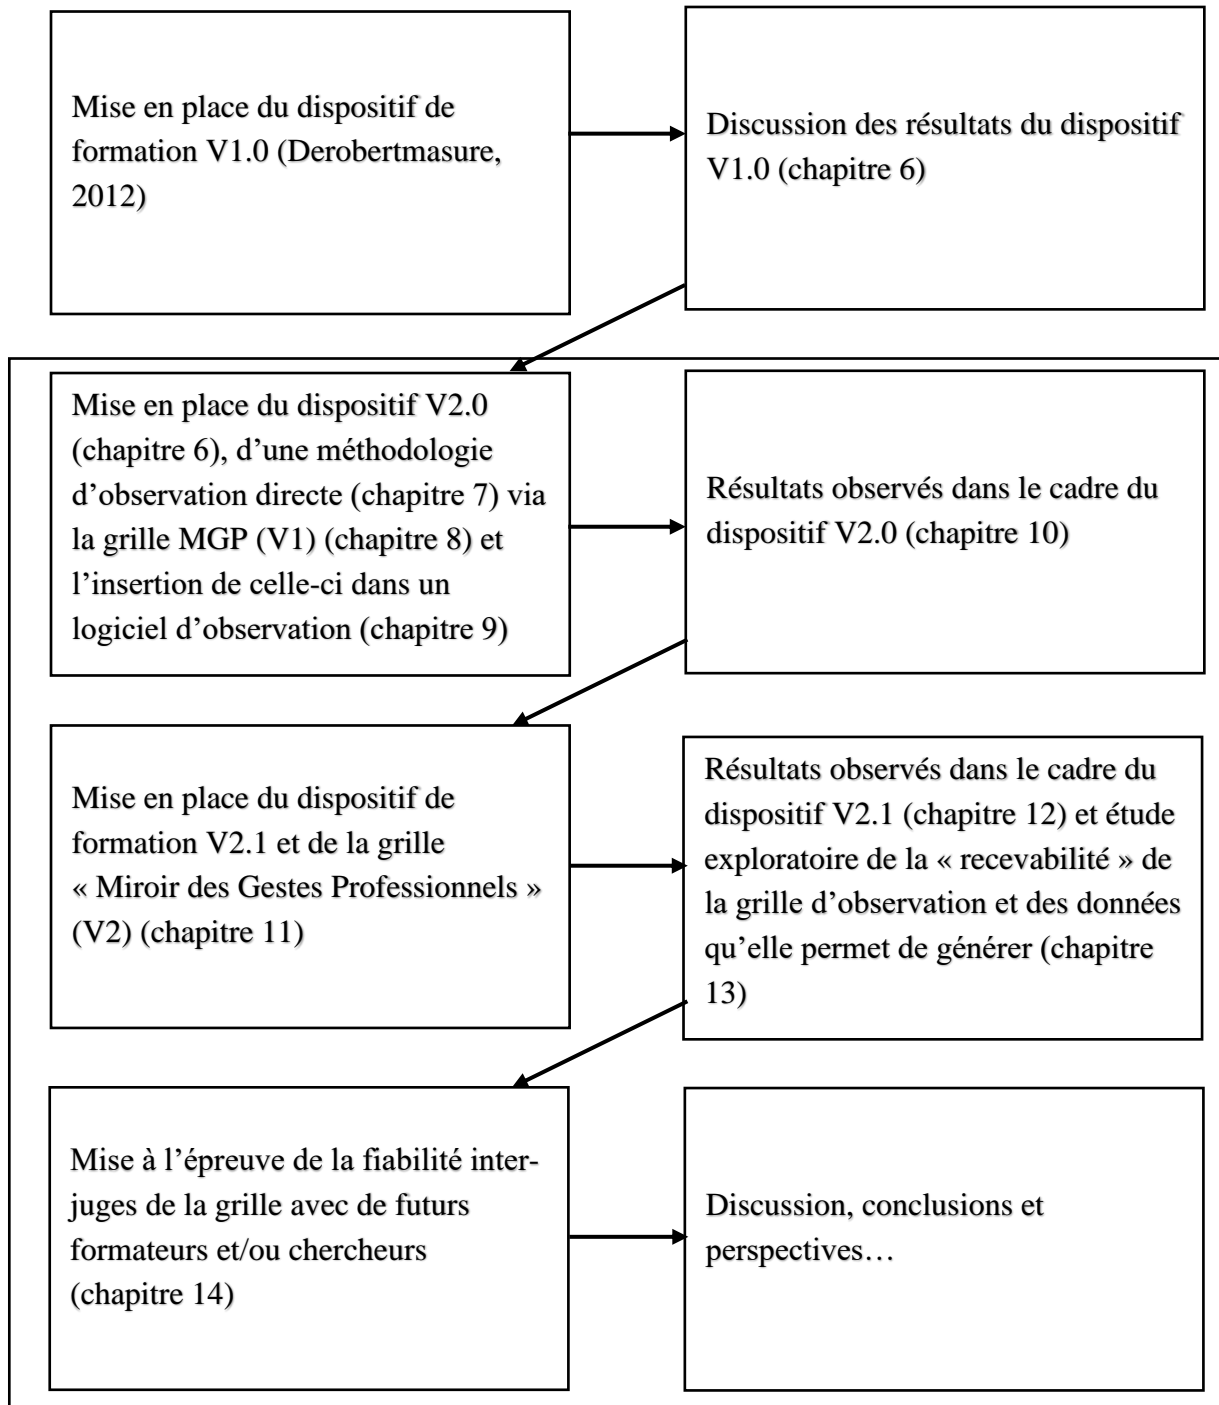 Mise en place du dispositif de
formation V1.0 (Derobertmasure,
2012)
Discussion des résultats du dispositif
V1.0 (chapitre 6)
Mise en place du dispositif V2.0
(chapitre 6), d’une méthodologie
d’observation directe (chapitre 7) via
la grille MGP (V1) (chapitre 8) et
l’insertion de celle-ci dans un
logiciel d’observation (chapitre 9)
Résultats observés dans le cadre du
dispositif V2.0 (chapitre 10)
Mise en place du dispositif de
formation V2.1 et de la grille
« Miroir des Gestes Professionnels »
(V2) (chapitre 11)
Résultats observés dans le cadre du
dispositif V2.1 (chapitre 12) et étude
exploratoire de la « recevabilité » de
la grille d’observation et des données
qu’elle permet de générer (chapitre
13)
Mise à l’épreuve de la fiabilité inter-
juges de la grille avec de futurs
formateurs et/ou chercheurs
(chapitre 14)
Discussion, conclusions et
perspectives…